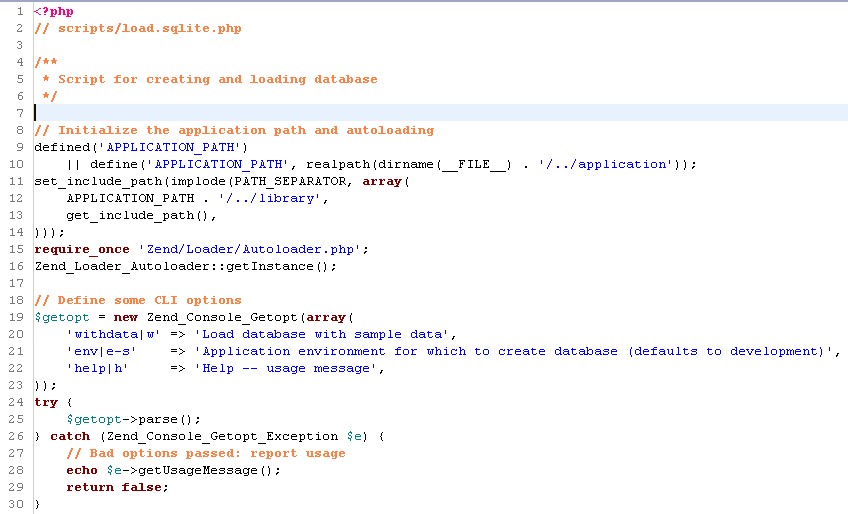 1 <?php
2 // scripts/load.sqlite.php
3
4 /**
5 * Script for creating and loading database
6 */
7
8 // Initialize the application path and autoloading
9 defined('APPLICATION_PATH')
10 || define('APPLICATION_PATH', realpath(dirname(__FILE__) . '/../application'));
11 set_include_path(implode(PATH_SEPARATOR, array(
12 APPLICATION_PATH . '/../library',
13 get_include_path(),
14 )));
15 require_once 'Zend/Loader/Autoloader.php';
16 Zend_Loader_Autoloader::getInstance();
17
18 // Define some CLI options
19 $getopt = new Zend_Console_Getopt(array(
20 'withdata|w' => 'Load database with sample data',
21 'env|e-s' => 'Application environment for which to create database (defaults to development)',
22 'help|h' => 'Help -- usage message',
23 ));
24 try {
25 $getopt->parse();
26 } catch (Zend_Console_Getopt_Exception $e) {
27 // Bad options passed: report usage
28 echo $e->getUsageMessage();
29 return false;
30 }